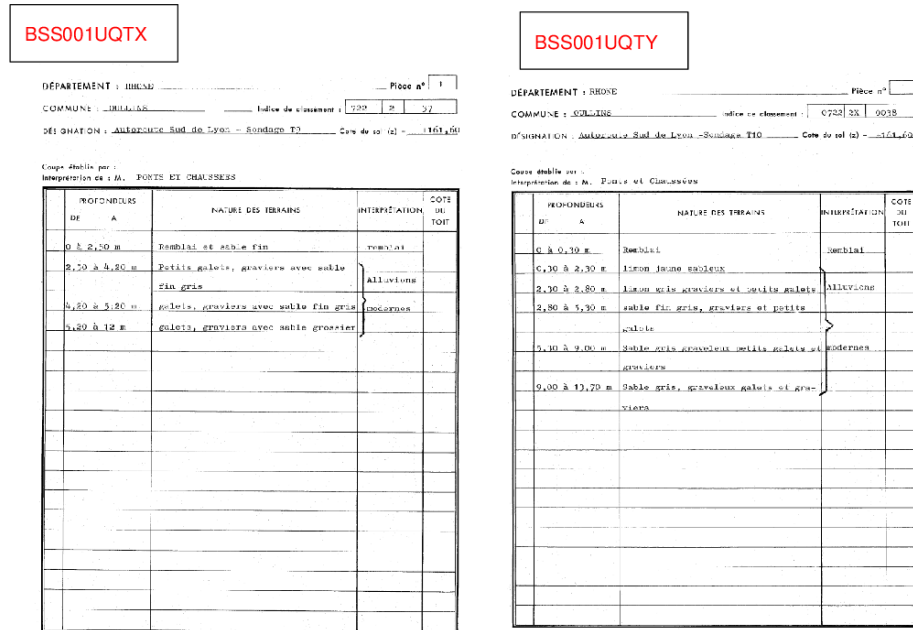 BSS001UQTX
DÉPARTEMENT : RHONE Pièce n° 1
COMMUNE : OULLINS Indice de classement : 722 2 37
DÉSIGNATION : Autoroute Sud de Lyon - Sondage T9 Cote du sol (z) - +161,60
Coupe établie par :
Interprétation de : M. PONTS ET CHAUSSEES
PROFONDEURS
DE A
NATURE DES TERRAINS
INTERPRÉTATION
COTE
DU
TOIT
0 à 2,50 m Remblai et sable fin remblai
2,50 à 4,20 m Petits galets, graviers avec sable
fin gris
Alluvions
4,20 à 5,20 m galets, graviers avec sable fin gris modernes
5,20 à 12 m galets, graviers avec sable grossier
BSS001UQTY
DÉPARTEMENT : RHONE Pièce n°
COMMUNE : OULLINS indice de classement : 0722 2X 0038
DÉSIGNATION : Autoroute Sud de Lyon -Sondage T10 Cote du sol (z) - 161,60
Coupe établie par :
Interprétation de : M. Ponts et Chaussées
PROFONDEURS
DE A
NATURE DES TERRAINS
INTERPRÉTATION
COTE
DU
TOIT
0 à 0,30 m Remblai Remblai
0,30 à 2,30 m limon jaune sableux
2,30 à 2,80 m limon gris graviers et petits galets Alluvions
2,80 à 5,30 m sable fin gris, graviers et petits
galets
5,30 à 9,00 m Sable gris graveleux petits galets et modernes
graviers
9,00 à 13,70 m Sable gris, graveleux galets et gra-
viers